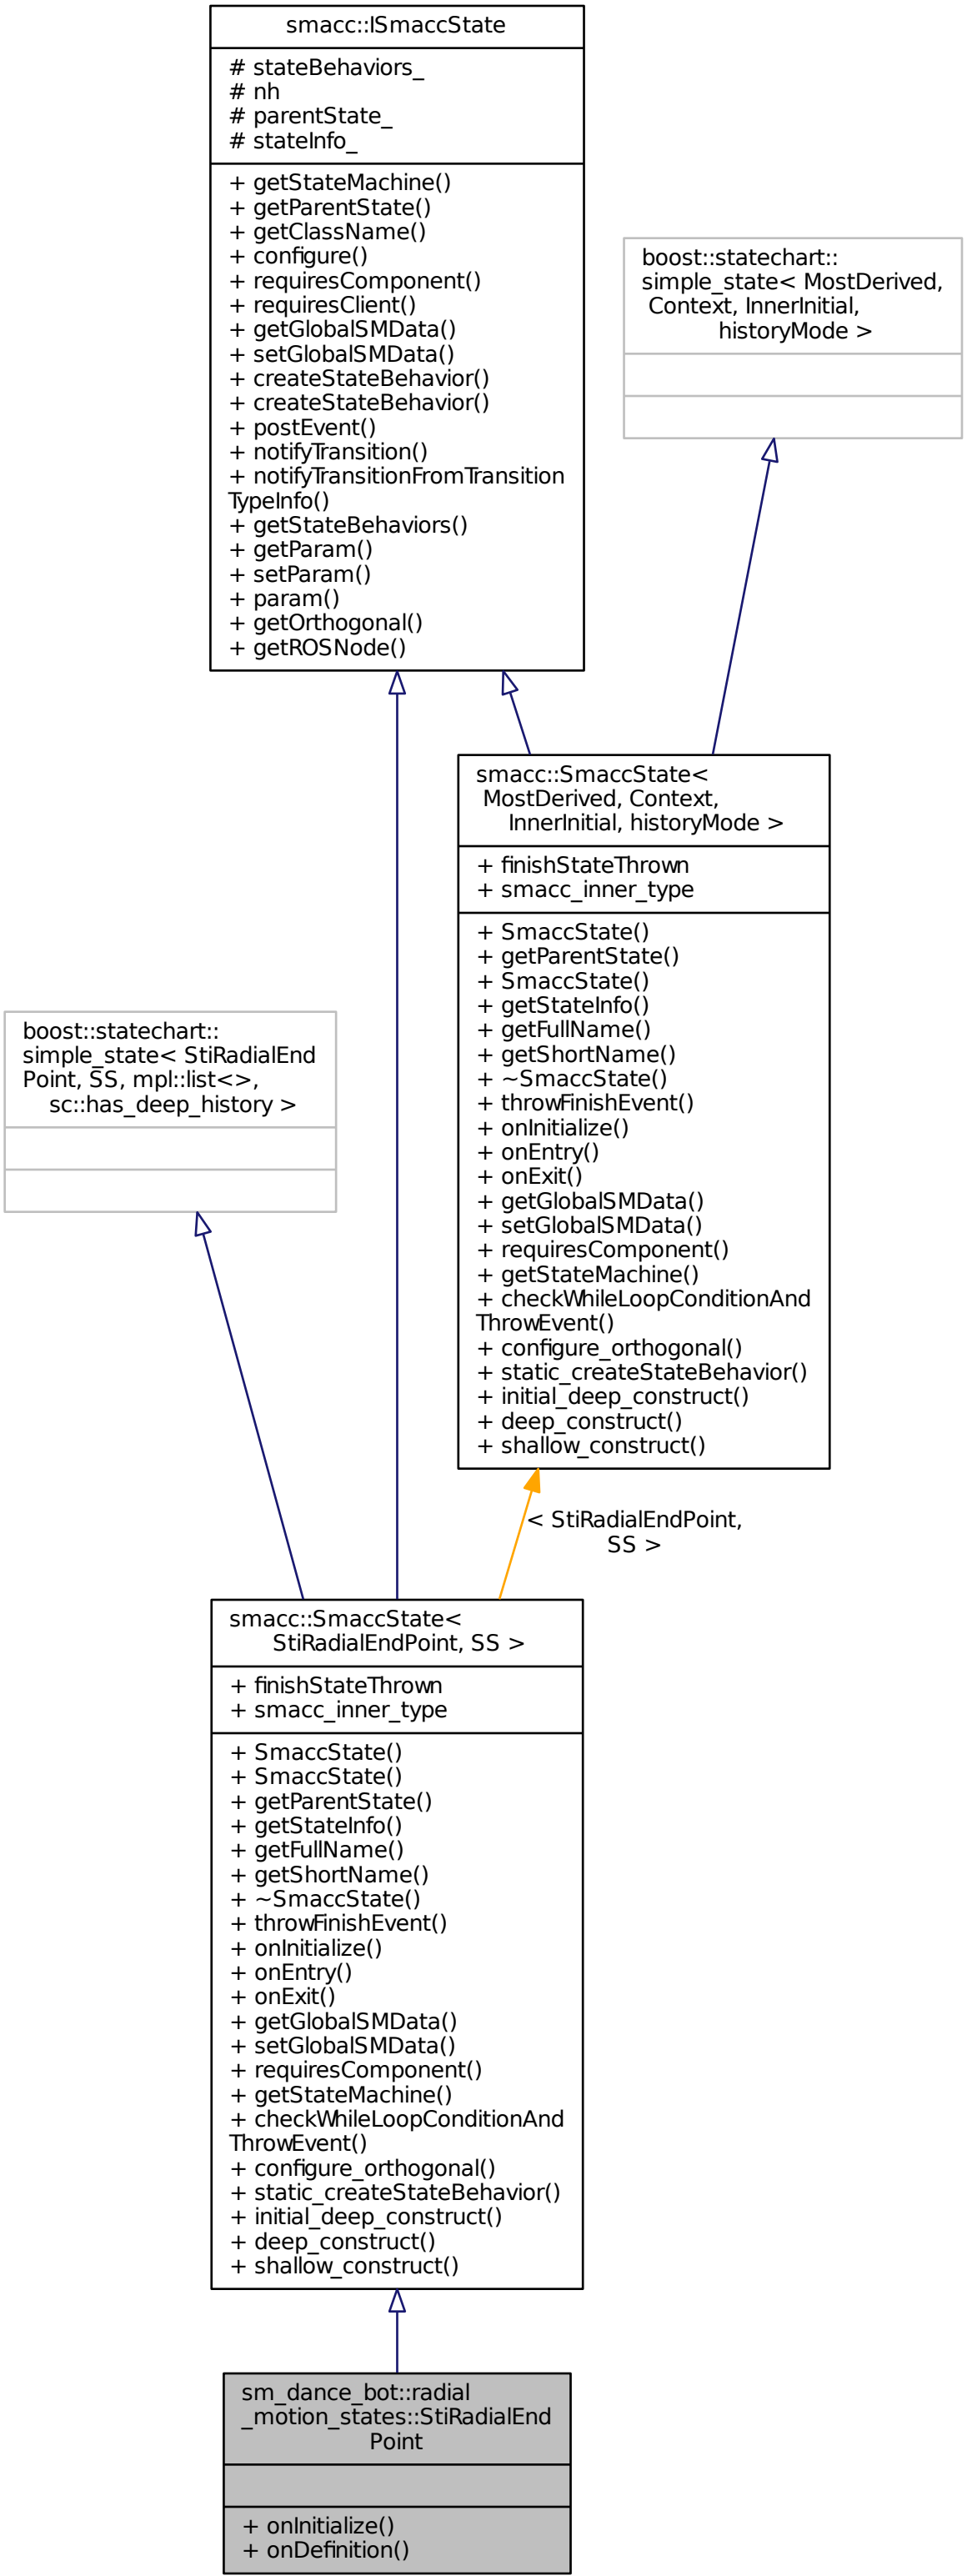 smacc::ISmaccState
# stateBehaviors_
# nh
# parentState_
# stateInfo_
+ getStateMachine()
+ getParentState()
+ getClassName()
+ configure()
+ requiresComponent()
+ requiresClient()
+ getGlobalSMData()
+ setGlobalSMData()
+ createStateBehavior()
+ createStateBehavior()
+ postEvent()
+ notifyTransition()
+ notifyTransitionFromTransition
TypeInfo()
+ getStateBehaviors()
+ getParam()
+ setParam()
+ param()
+ getOrthogonal()
+ getROSNode()
boost::statechart::
simple_state< MostDerived,
Context, InnerInitial,
historyMode >
smacc::SmaccState<
MostDerived, Context,
InnerInitial, historyMode >
+ finishStateThrown
+ smacc_inner_type
+ SmaccState()
+ getParentState()
+ SmaccState()
+ getStateInfo()
+ getFullName()
+ getShortName()
+ ~SmaccState()
+ throwFinishEvent()
+ onInitialize()
+ onEntry()
+ onExit()
+ getGlobalSMData()
+ setGlobalSMData()
+ requiresComponent()
+ getStateMachine()
+ checkWhileLoopConditionAnd
ThrowEvent()
+ configure_orthogonal()
+ static_createStateBehavior()
+ initial_deep_construct()
+ deep_construct()
+ shallow_construct()
boost::statechart::
simple_state< StiRadialEnd
Point, SS, mpl::list<>,
sc::has_deep_history >
< StiRadialEndPoint,
SS >
smacc::SmaccState<
StiRadialEndPoint, SS >
+ finishStateThrown
+ smacc_inner_type
+ SmaccState()
+ SmaccState()
+ getParentState()
+ getStateInfo()
+ getFullName()
+ getShortName()
+ ~SmaccState()
+ throwFinishEvent()
+ onInitialize()
+ onEntry()
+ onExit()
+ getGlobalSMData()
+ setGlobalSMData()
+ requiresComponent()
+ getStateMachine()
+ checkWhileLoopConditionAnd
ThrowEvent()
+ configure_orthogonal()
+ static_createStateBehavior()
+ initial_deep_construct()
+ deep_construct()
+ shallow_construct()
sm_dance_bot::radial
_motion_states::StiRadialEnd
Point
+ onInitialize()
+ onDefinition()